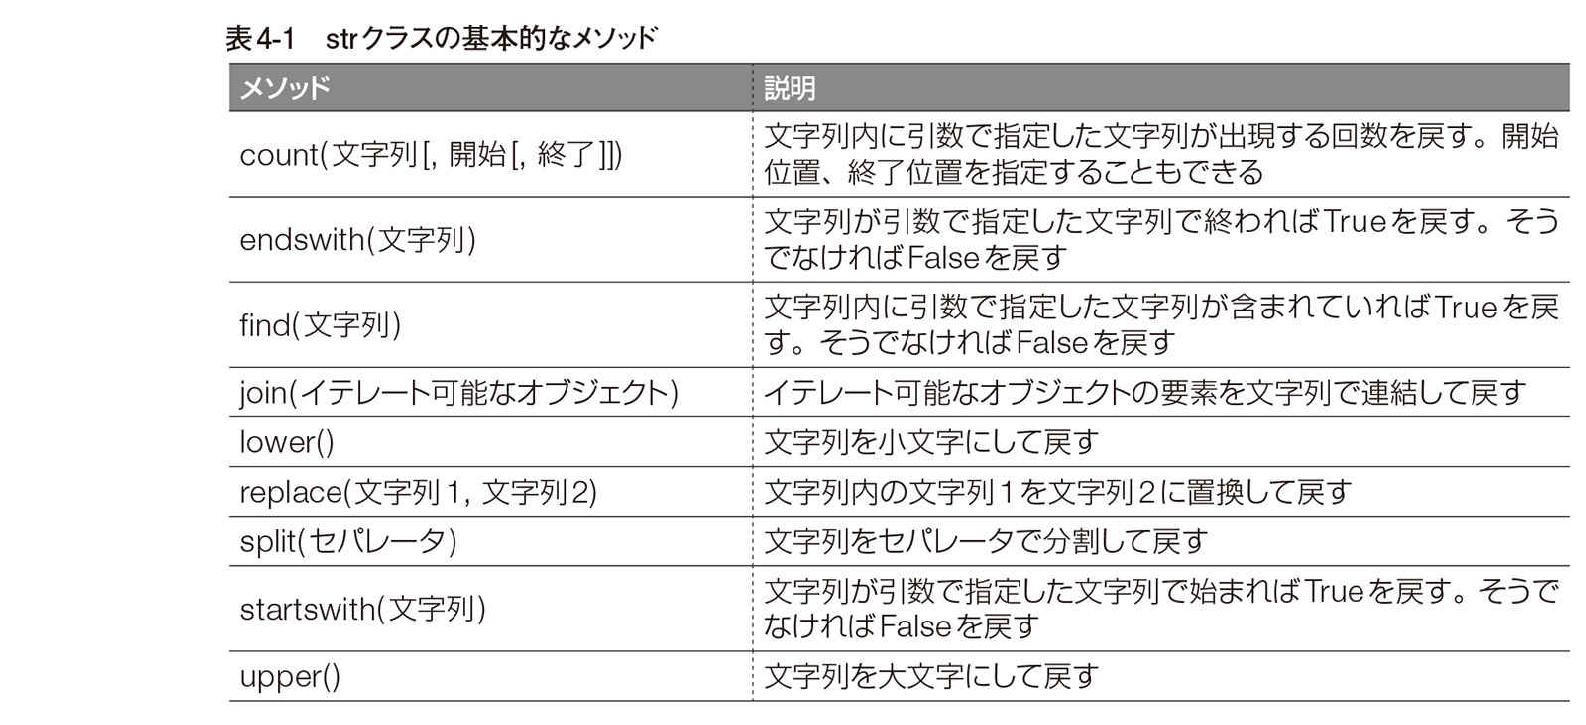 表4-1 strクラスの基本的なメソッド
メソッド 説明
count(文字列[, 開始[, 終了]]) 文字列内に引数で指定した文字列が出現する回数を戻す。開始
位置、終了位置を指定することもできる
endswith(文字列) 文字列が引数で指定した文字列で終わればTrueを戻す。そう
でなければFalseを戻す
find(文字列) 文字列内に引数で指定した文字列が含まれていればTrueを戻
す。そうでなければFalseを戻す
join(イテレート可能なオブジェクト) イテレート可能なオブジェクトの要素を文字列で連結して戻す
lower() 文字列を小文字にして戻す
replace(文字列1, 文字列2) 文字列内の文字列1を文字列2に置換して戻す
split(セパレータ) 文字列をセパレータで分割して戻す
startswith(文字列) 文字列が引数で指定した文字列で始まればTrueを戻す。そうで
なければFalseを戻す
upper() 文字列を大文字にして戻す